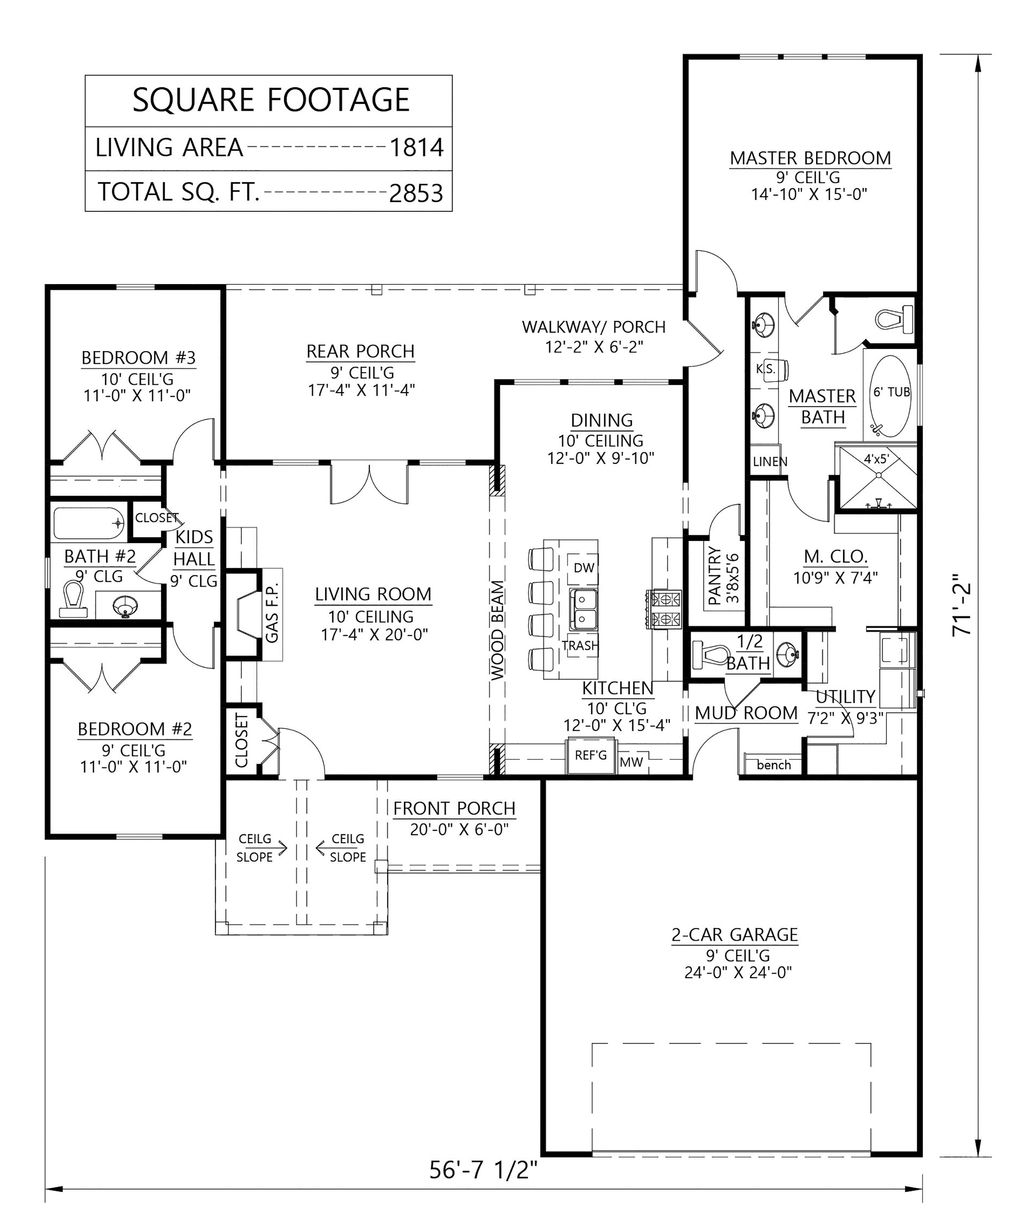 SQUARE FOOTAGE
LIVING AREA 1814
TOTAL SQ. FT. 2853
MASTER BEDROOM
9' CEIL'G
14'-10" X 15'-0"
WALKWAY/ PORCH
12'-2" X 6'-2"
REAR PORCH
9' CEIL'G
17'-4" X 11'-4"
BEDROOM #3
10' CEIL'G
11'-0" X 11'-0"
K.S.
MASTER
BATH
6' TUB
DINING
10' CEILING
12'-0" X 9'-10"
LINEN
4'x5'
CLOSET
KIDS
HALL
9' CLG
BATH #2
9' CLG
GAS F.P.
LIVING ROOM
10' CEILING
17'-4" X 20'-0"
WOOD BEAM
DW
TRASH
PANTRY
3'8x5'6
M. CLO.
10'9" X 7'4"
71'-2"
1/2
BATH
KITCHEN
10' CL'G
12'-0" X 15'-4"
MUD ROOM
UTILITY
7'2" X 9'3"
BEDROOM #2
9' CEIL'G
11'-0" X 11'-0"
CLOSET
REF'G
MW
bench
FRONT PORCH
20'-0" X 6'-0"
CEILG
SLOPE
CEILG
SLOPE
2-CAR GARAGE
9' CEIL'G
24'-0" X 24'-0"
56'-7 1/2"